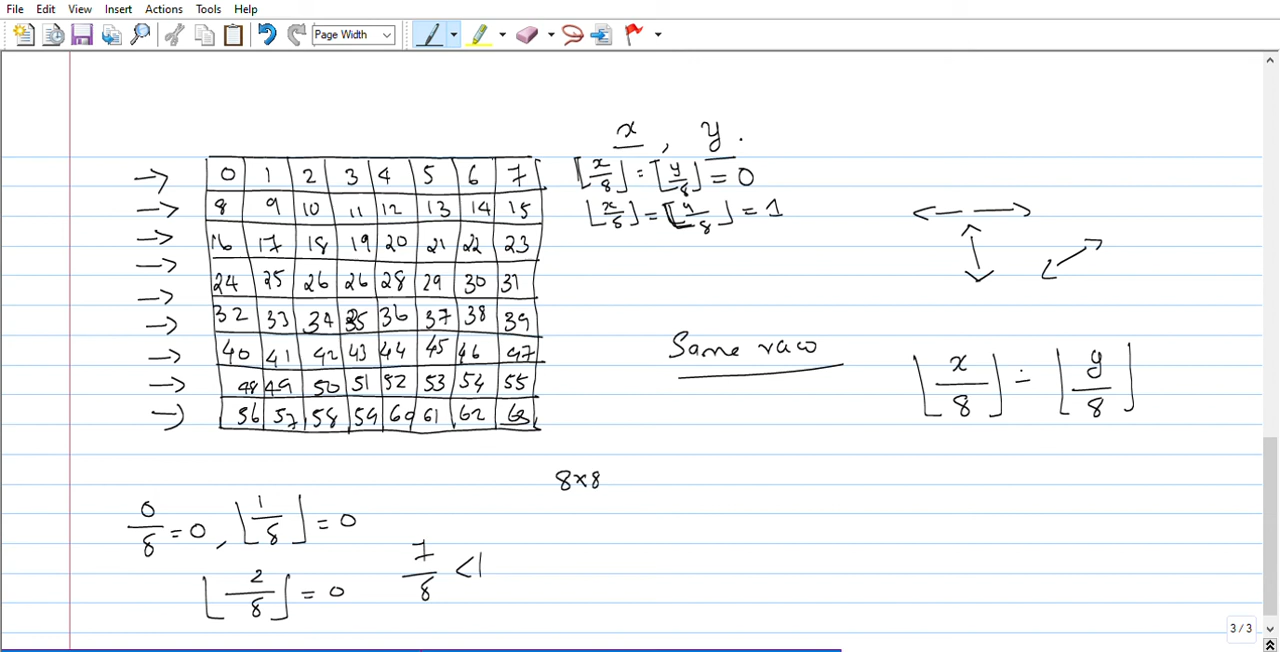 File Edit View Insert Actions Tools Help
Page Width
x , y .
⌊x/8⌋ = ⌊y/8⌋ = 0
⌊x/8⌋ = ⌊y/8⌋ = 1
0 1 2 3 4 5 6 7
8 9 10 11 12 13 14 15
16 17 18 19 20 21 22 23
24 25 26 26 28 29 30 31
32 33 34 35 36 37 38 39
40 41 42 43 44 45 46 47
48 49 50 51 52 53 54 55
56 57 58 59 60 61 62 63
Same raw
⌊x/8⌋ = ⌊y/8⌋
8×8
0/8 = 0 , ⌊1/8⌋ = 0
⌊2/8⌋ = 0
7/8 < 1
3 / 3